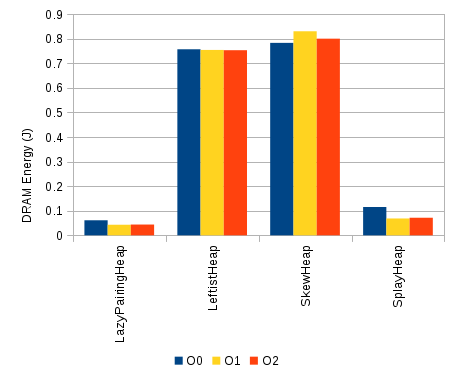 0.9
0.8
0.7
0.6
0.5
0.4
0.3
0.2
0.1
0
DRAM Energy (J)
LazyPairingHeap
LeftistHeap
SkewHeap
SplayHeap
O0 O1 O2